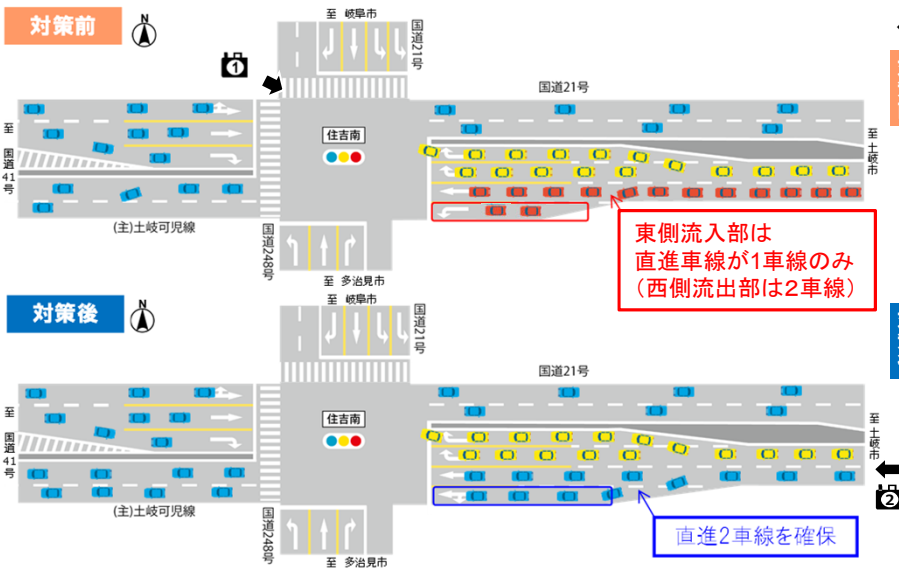 対策前
N
1
至 岐阜市
国道21号
国道21号
至 国道41号
住吉南
至 土岐市
(主)土岐可児線
国道248号
至 多治見市
東側流入部は
直進車線が1車線のみ
（西側流出部は２車線）
対策後
N
至 岐阜市
国道21号
国道21号
至 国道41号
住吉南
至 土岐市
2
(主)土岐可児線
国道248号
至 多治見市
直進2車線を確保